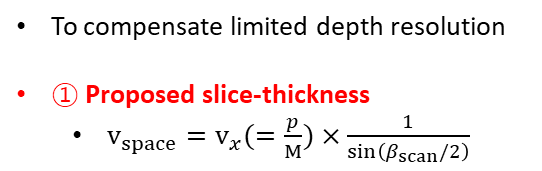 • To compensate limited depth resolution
• ① Proposed slice-thickness
• v_space = v_x(= p/M) × 1/sin(β_scan/2)